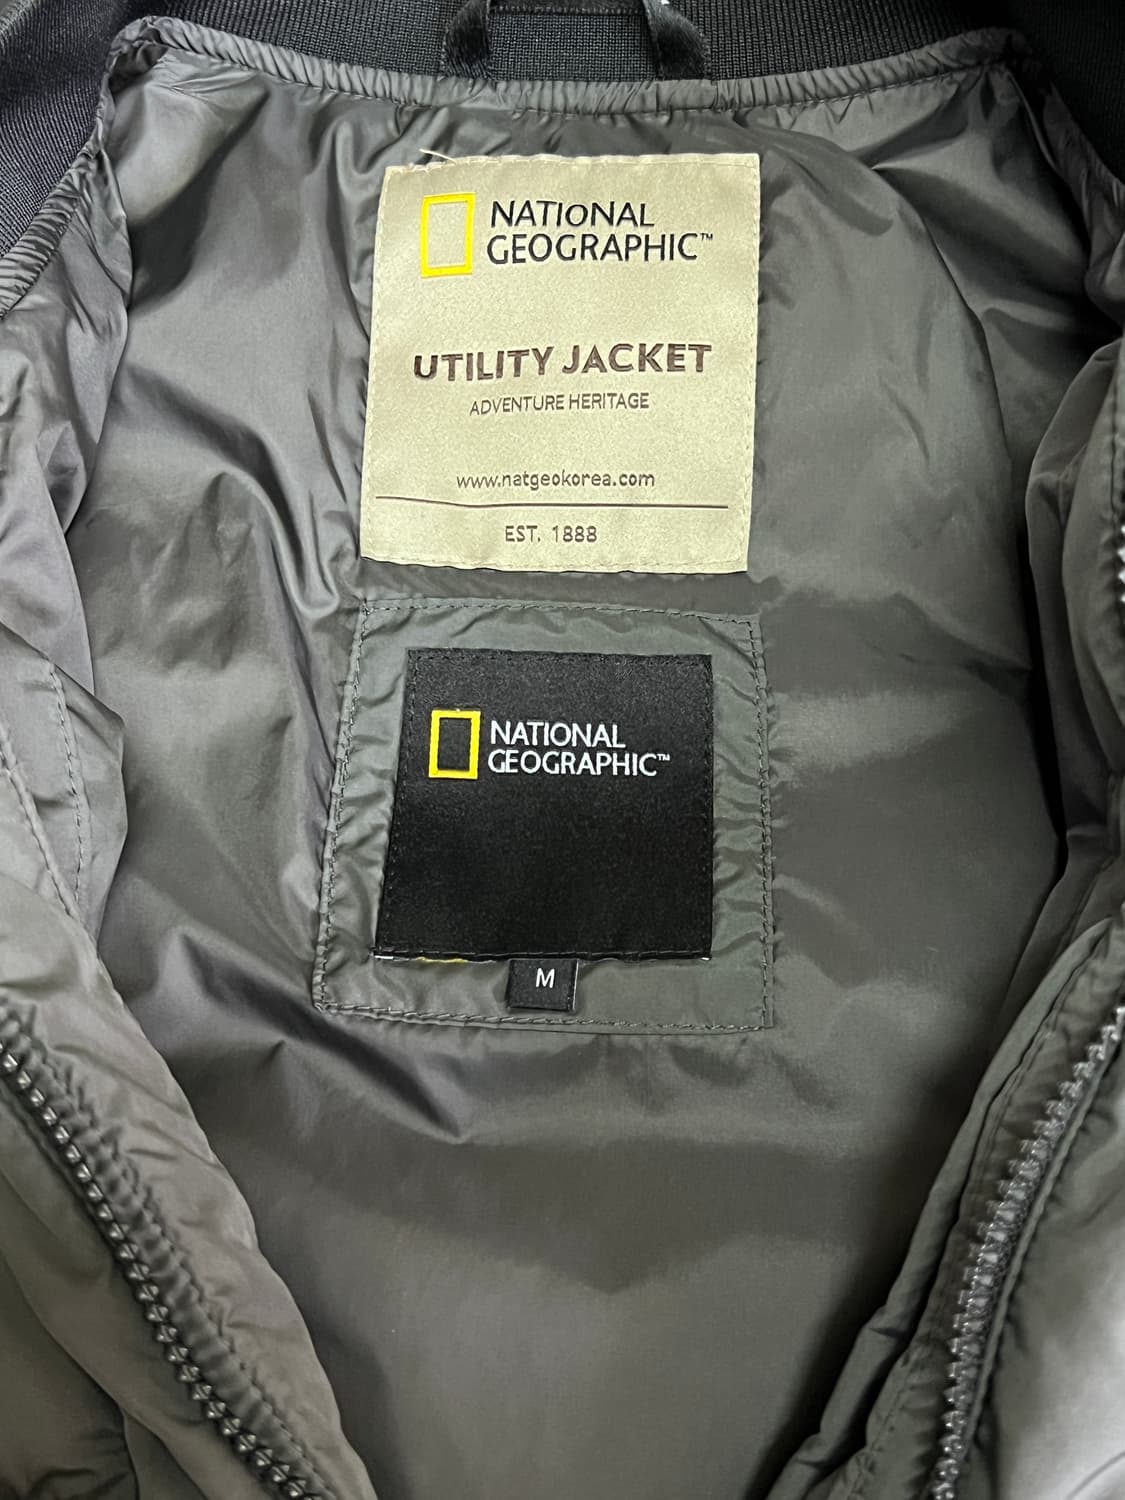 NATIONAL
GEOGRAPHIC™
UTILITY JACKET
ADVENTURE HERITAGE
www.natgeokorea.com
EST. 1888
NATIONAL
GEOGRAPHIC™
M